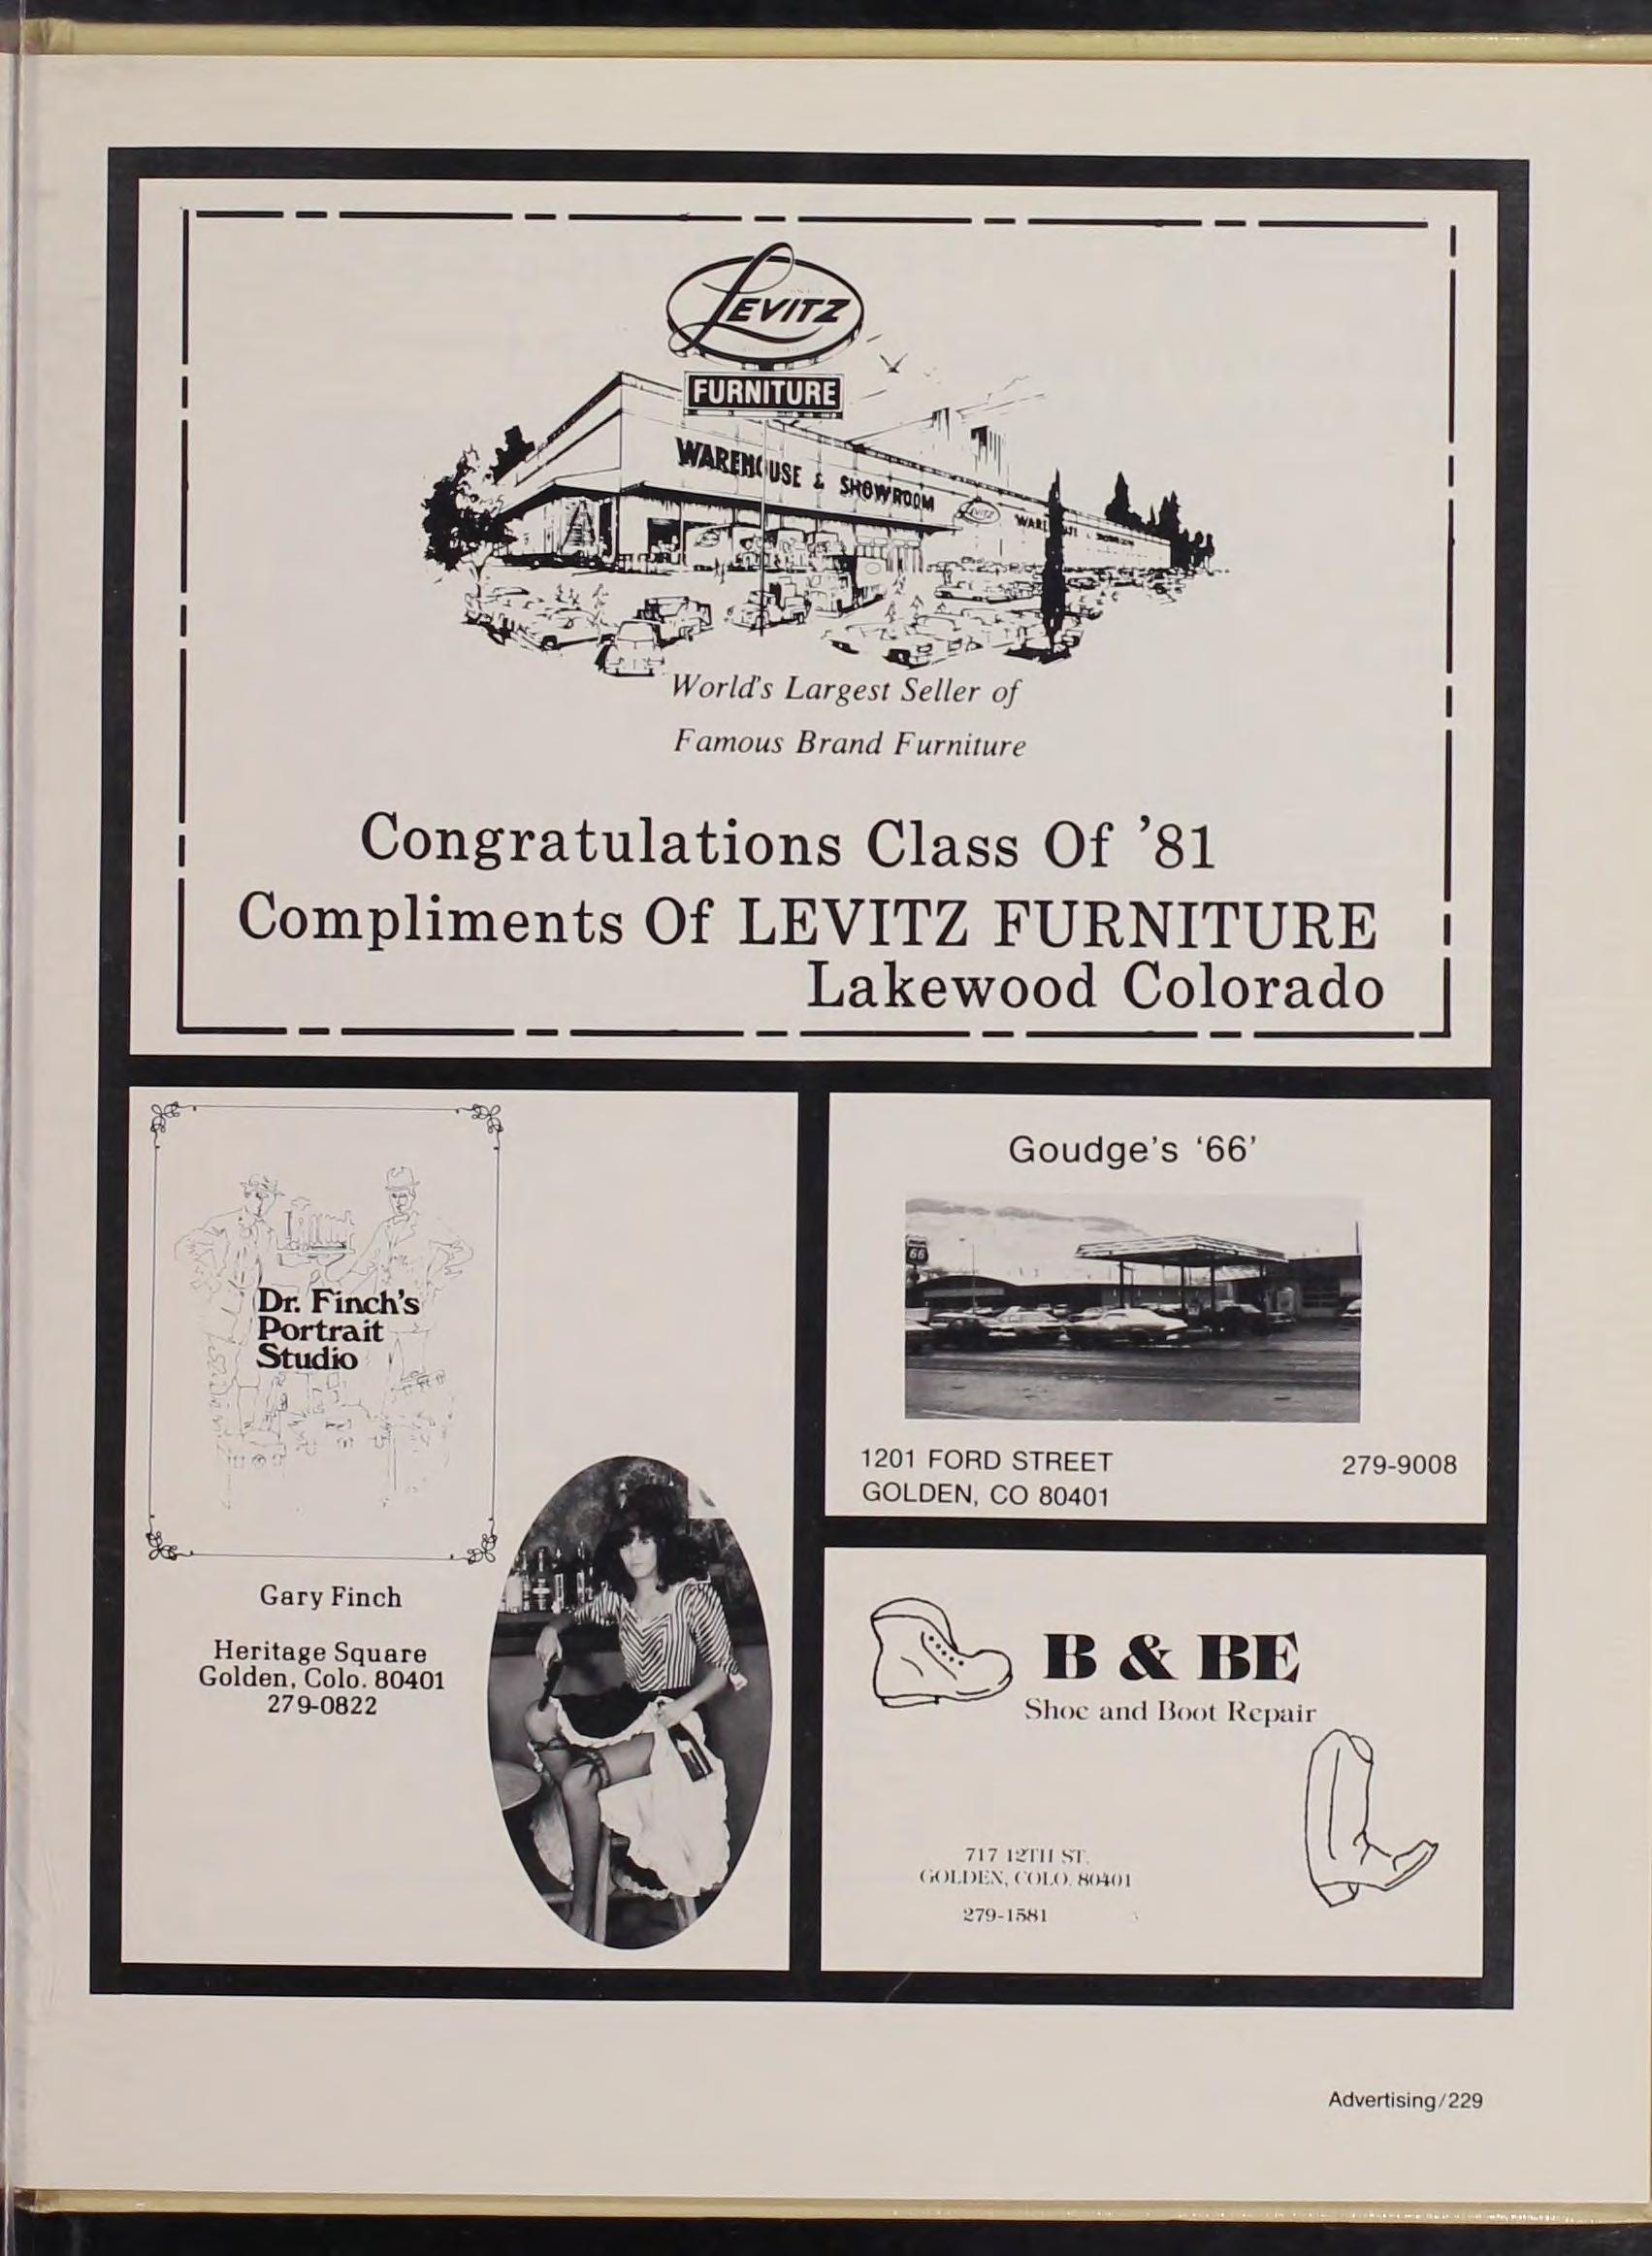 LEVITZ
FURNITURE
WAREHOUSE & SHOWROOM
LEVITZ
World's Largest Seller of
Famous Brand Furniture
Congratulations Class Of '81
Compliments Of LEVITZ FURNITURE
Lakewood Colorado
Dr. Finch's
Portrait
Studio
Gary Finch
Heritage Square
Golden, Colo. 80401
279-0822
Goudge's '66'
66
1201 FORD STREET
GOLDEN, CO 80401
279-9008
B & BE
Shoe and Boot Repair
717 12TH ST.
GOLDEN, COLO. 80401
279-1581
Advertising/229